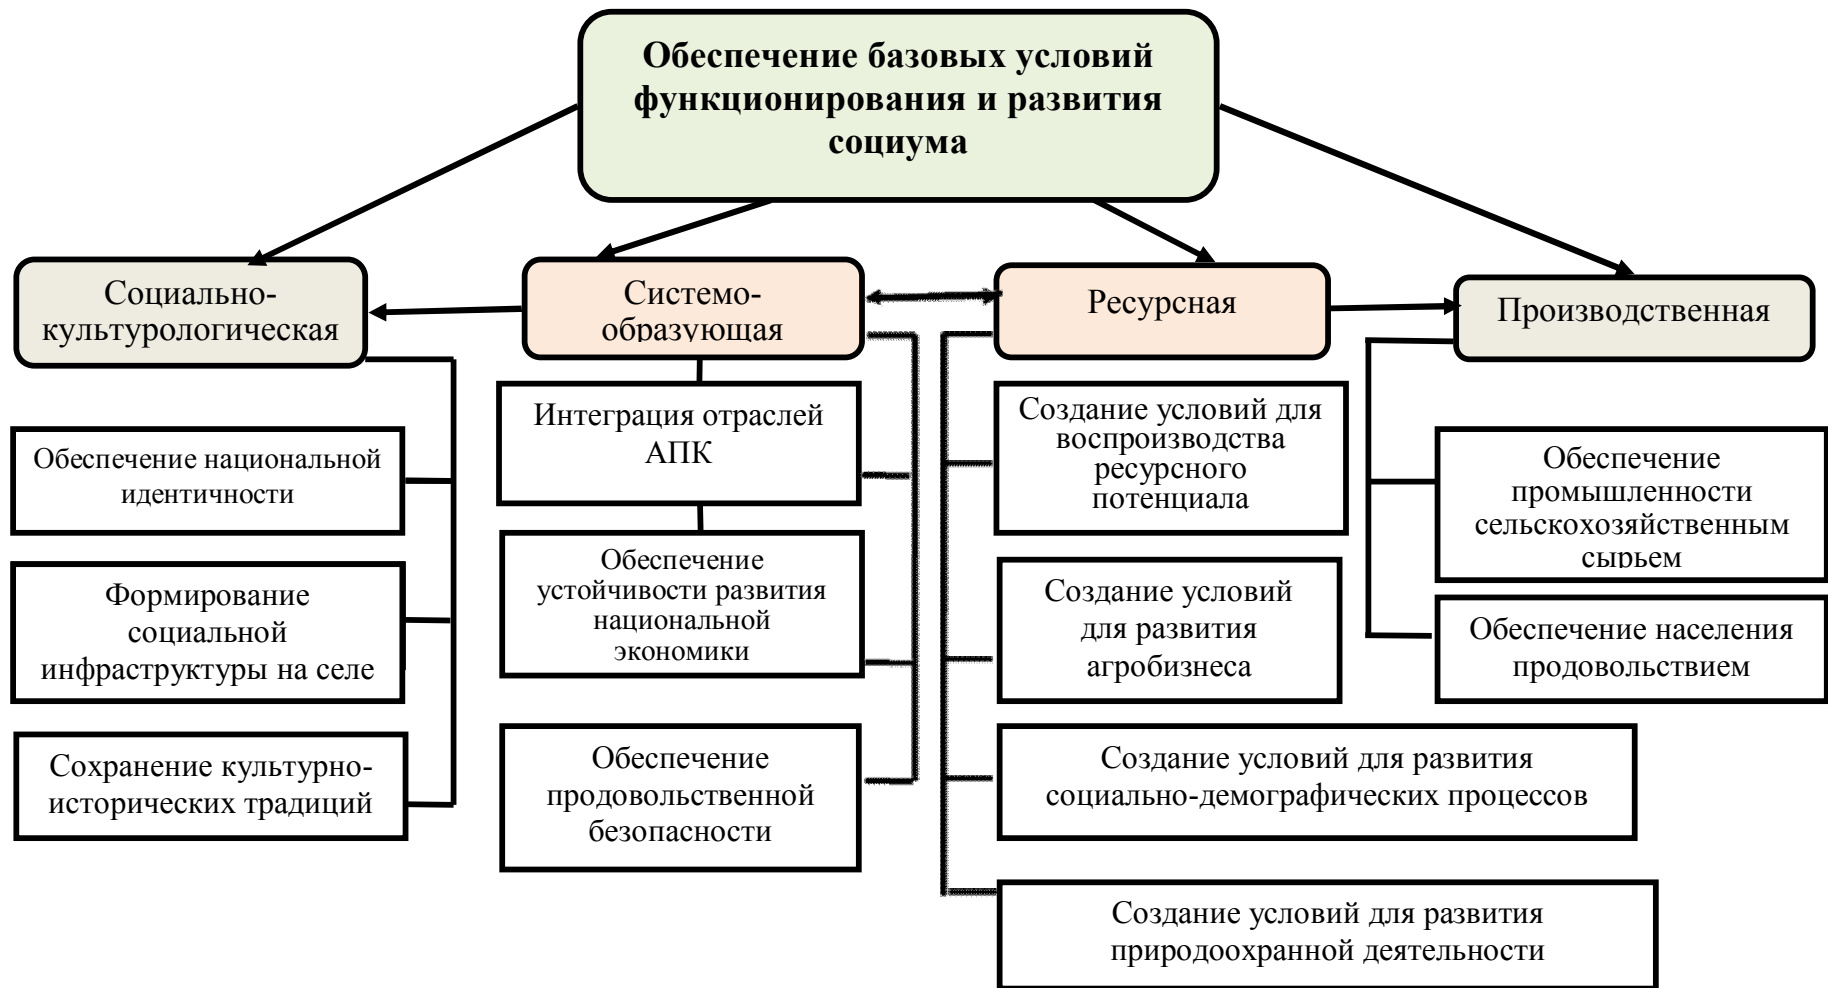 Обеспечение базовых условий
функционирования и развития
социума
Социально-
культурологическая
Системо-
образующая
Ресурсная
Производственная
Обеспечение национальной
идентичности
Формирование
социальной
инфраструктуры на селе
Сохранение культурно-
исторических традиций
Интеграция отраслей
АПК
Обеспечение
устойчивости развития
национальной
экономики
Обеспечение
продовольственной
безопасности
Создание условий для
воспроизводства
ресурсного
потенциала
Создание условий
для развития
агробизнеса
Создание условий для развития
социально-демографических процессов
Создание условий для развития
природоохранной деятельности
Обеспечение
промышленности
сельскохозяйственным
сырьем
Обеспечение населения
продовольствием